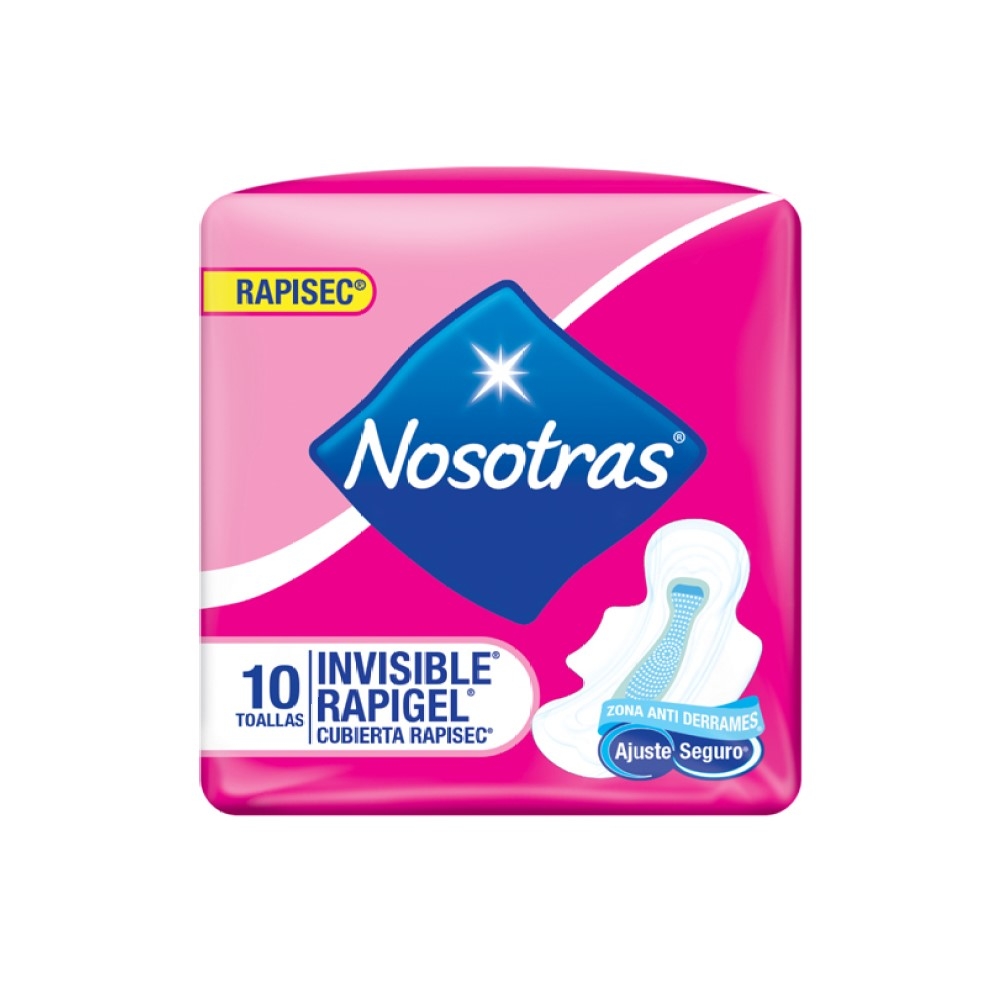 RAPISEC®
Nosotras®
10
TOALLAS
INVISIBLE®
RAPIGEL®
CUBIERTA RAPISEC®
ZONA ANTI DERRAMES
Ajuste Seguro®